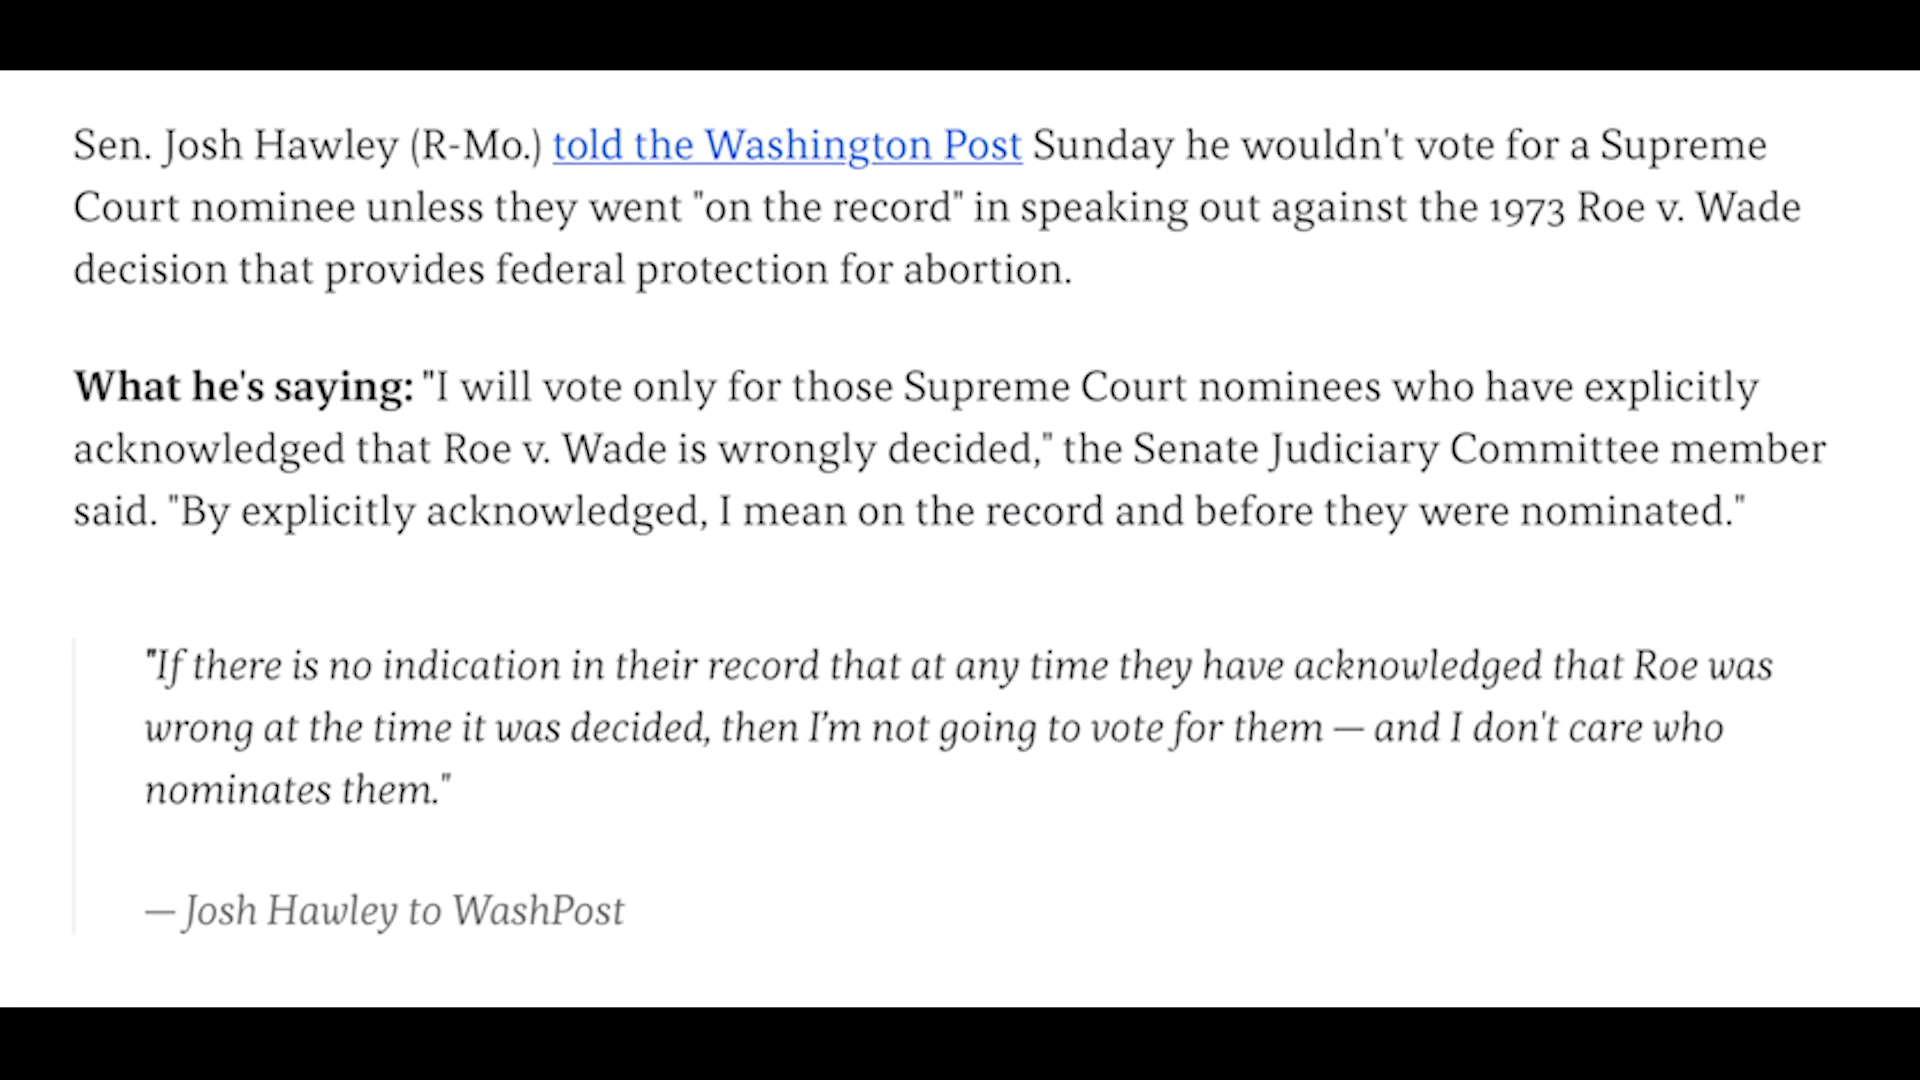 Sen. Josh Hawley (R-Mo.) told the Washington Post Sunday he wouldn't vote for a Supreme
Court nominee unless they went "on the record" in speaking out against the 1973 Roe v. Wade
decision that provides federal protection for abortion.
What he's saying: "I will vote only for those Supreme Court nominees who have explicitly
acknowledged that Roe v. Wade is wrongly decided," the Senate Judiciary Committee member
said. "By explicitly acknowledged, I mean on the record and before they were nominated."
"If there is no indication in their record that at any time they have acknowledged that Roe was
wrong at the time it was decided, then I’m not going to vote for them — and I don't care who
nominates them."
— Josh Hawley to WashPost